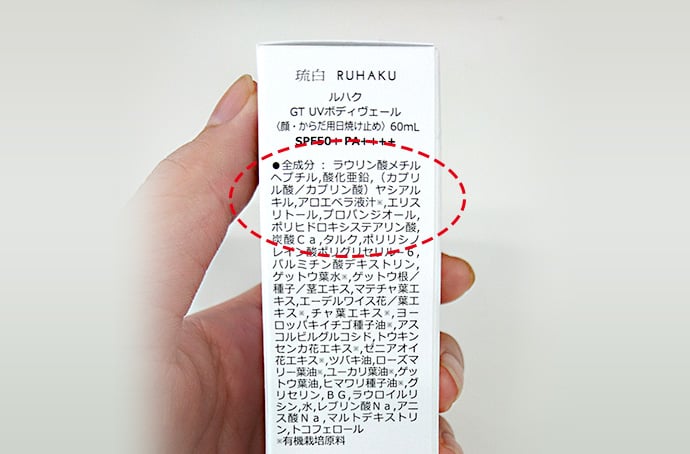 琉白 RUHAKU
ルハク
GT UVボディヴェール
〈顔・からだ用日焼け止め〉60mL
SPF50+ PA++++
●全成分：ラウリン酸メチル
ヘプチル,酸化亜鉛,（カプリ
ル酸／カプリン酸）ヤシアル
キル,アロエベラ液汁※,エリス
リトール,プロパンジオール,
ポリヒドロキシステアリン酸,
炭酸Ｃａ,タルク,ポリリシノ
レイン酸ポリグリセリル－６,
パルミチン酸デキストリン,
ゲットウ葉水※,ゲットウ根／
種子／茎エキス,マテチャ葉エ
キス,エーデルワイス花／葉エ
キス※,チャ葉エキス※,ヨー
ロッパキイチゴ種子油※,アス
コルビルグルコシド,トウキン
センカ花エキス※,ゼニアオイ
花エキス※,ツバキ油,ローズマ
リー葉油※,ユーカリ葉油※,ゲッ
トウ葉油,ヒマワリ種子油※,グ
リセリン,ＢＧ,ラウロイルリ
シン,水,レブリン酸Ｎａ,アニ
ス酸Ｎａ,マルトデキストリ
ン,トコフェロール
※有機栽培原料